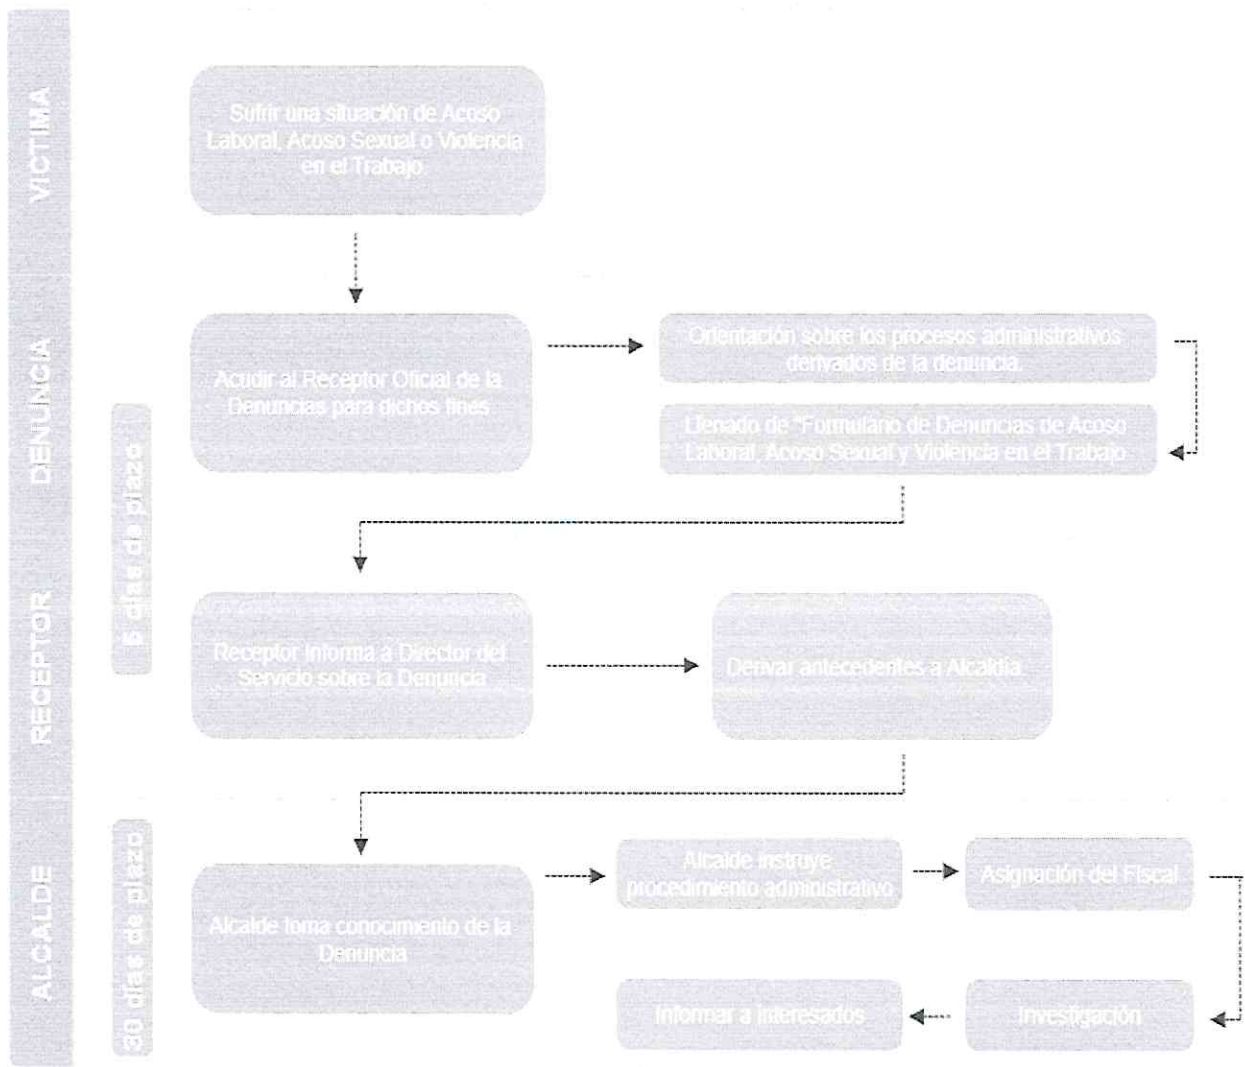 VICTIMA
Sufrir una situación de Acoso
Laboral, Acoso Sexual o Violencia
en el Trabajo.
DENUNCIA
Acudir al Receptor Oficial de la
Denuncias para dichos fines
Orientación sobre los procesos administrativos
derivados de la denuncia.
Llenado de "Formulario de Denuncias de Acoso
Laboral, Acoso Sexual y Violencia en el Trabajo
días de plazo
RECEPTOR
Receptor Informa a Director del
Servicio sobre la Denuncia
Derivar antecedentes a Alcaldía
ALCALDE
30 días de plazo
Alcalde toma conocimiento de la
Denuncia
Alcalde instruye
procedimiento administrativo
Asignación del Fiscal
Investigación
Informar a interesados